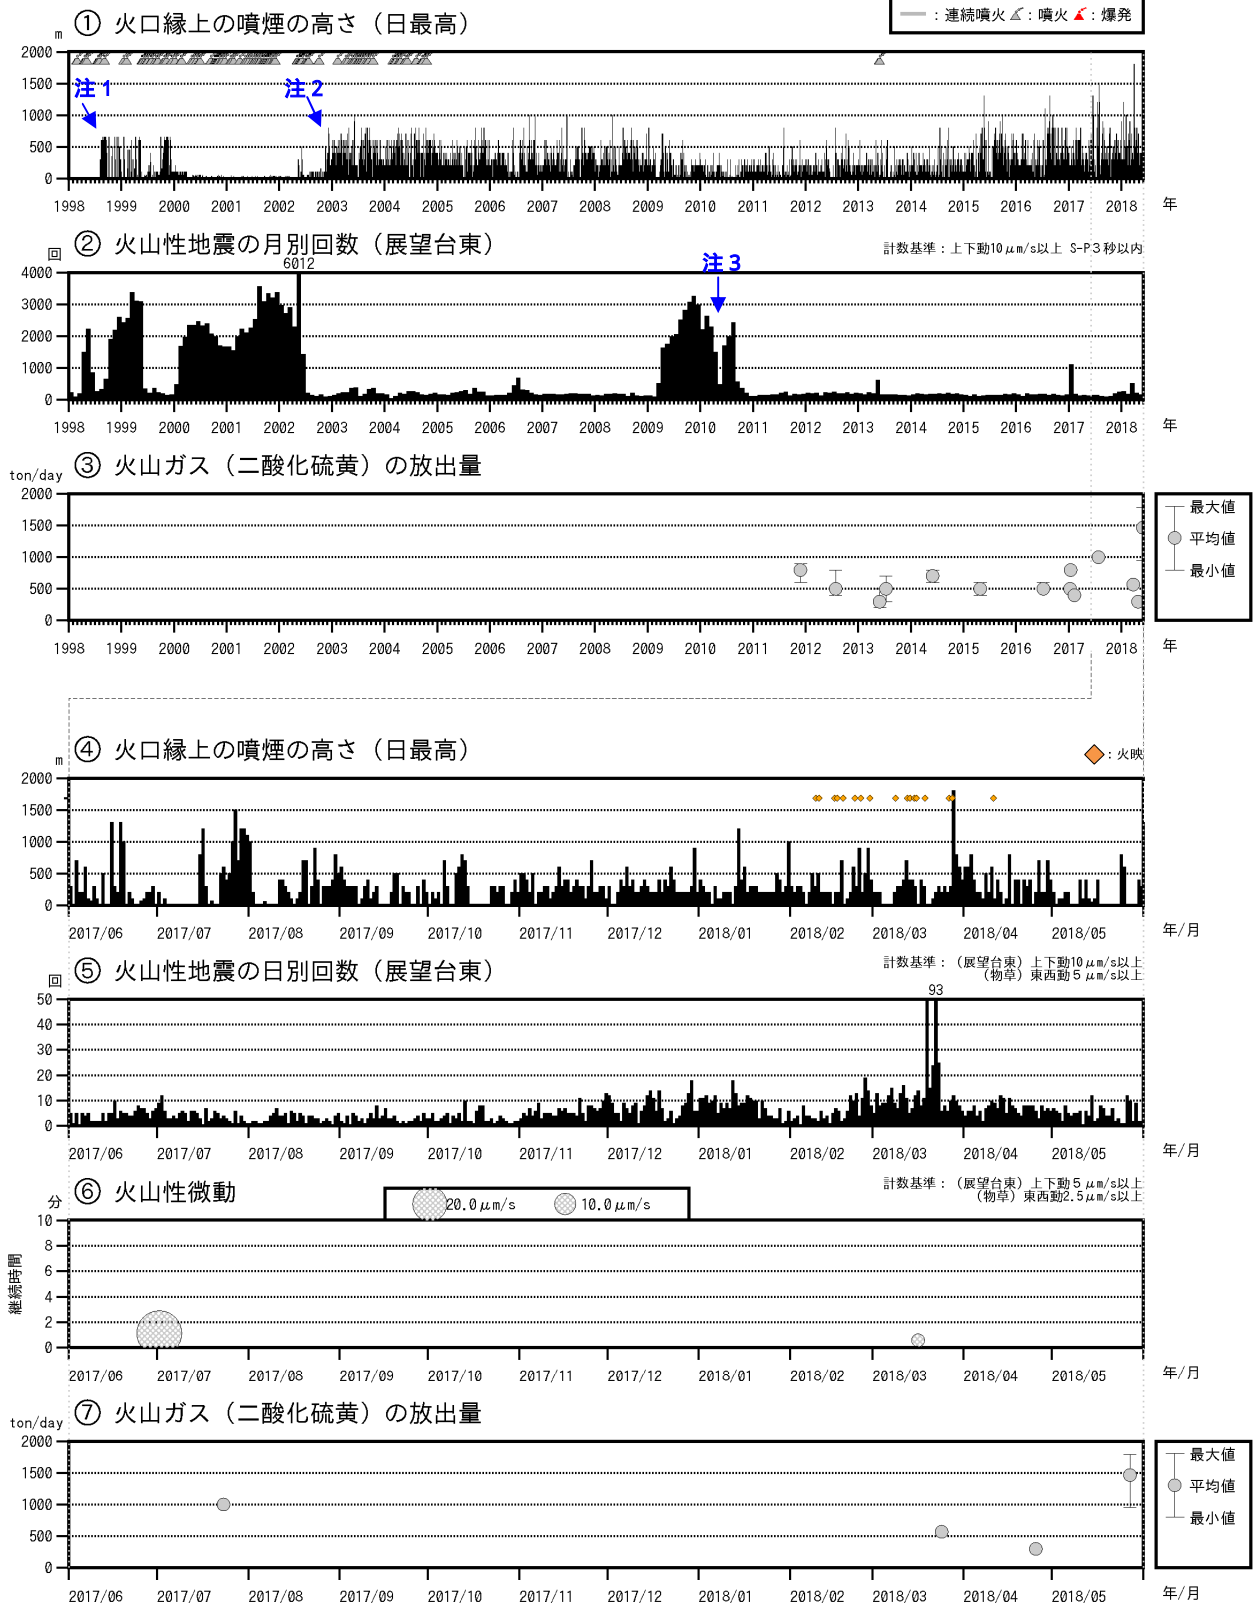 ① 火口縁上の噴煙の高さ（日最高）
：連続噴火 ：噴火 ：爆発
m
2000
1500
1000
500
0
注1
注2
1998 1999 2000 2001 2002 2003 2004 2005 2006 2007 2008 2009 2010 2011 2012 2013 2014 2015 2016 2017 2018 年
② 火山性地震の月別回数（展望台東）
計数基準：上下動10μm/s以上 S-P3秒以内
回
6012
注3
4000
3000
2000
1000
0
1998 1999 2000 2001 2002 2003 2004 2005 2006 2007 2008 2009 2010 2011 2012 2013 2014 2015 2016 2017 2018 年
③ 火山ガス（二酸化硫黄）の放出量
ton/day
2000
1500
1000
500
0
最大値
平均値
最小値
1998 1999 2000 2001 2002 2003 2004 2005 2006 2007 2008 2009 2010 2011 2012 2013 2014 2015 2016 2017 2018 年
④ 火口縁上の噴煙の高さ（日最高）
：火映
m
2000
1500
1000
500
0
2017/06 2017/07 2017/08 2017/09 2017/10 2017/11 2017/12 2018/01 2018/02 2018/03 2018/04 2018/05 年/月
⑤ 火山性地震の日別回数（展望台東）
計数基準：（展望台東）上下動10μm/s以上
（物草）東西動5μm/s以上
回
93
50
40
30
20
10
0
2017/06 2017/07 2017/08 2017/09 2017/10 2017/11 2017/12 2018/01 2018/02 2018/03 2018/04 2018/05 年/月
⑥ 火山性微動
計数基準：（展望台東）上下動5μm/s以上
（物草）東西動2.5μm/s以上
20.0μm/s 10.0μm/s
分
継続時間
10
8
6
4
2
0
2017/06 2017/07 2017/08 2017/09 2017/10 2017/11 2017/12 2018/01 2018/02 2018/03 2018/04 2018/05 年/月
⑦ 火山ガス（二酸化硫黄）の放出量
ton/day
2000
1500
1000
500
0
最大値
平均値
最小値
2017/06 2017/07 2017/08 2017/09 2017/10 2017/11 2017/12 2018/01 2018/02 2018/03 2018/04 2018/05 年/月